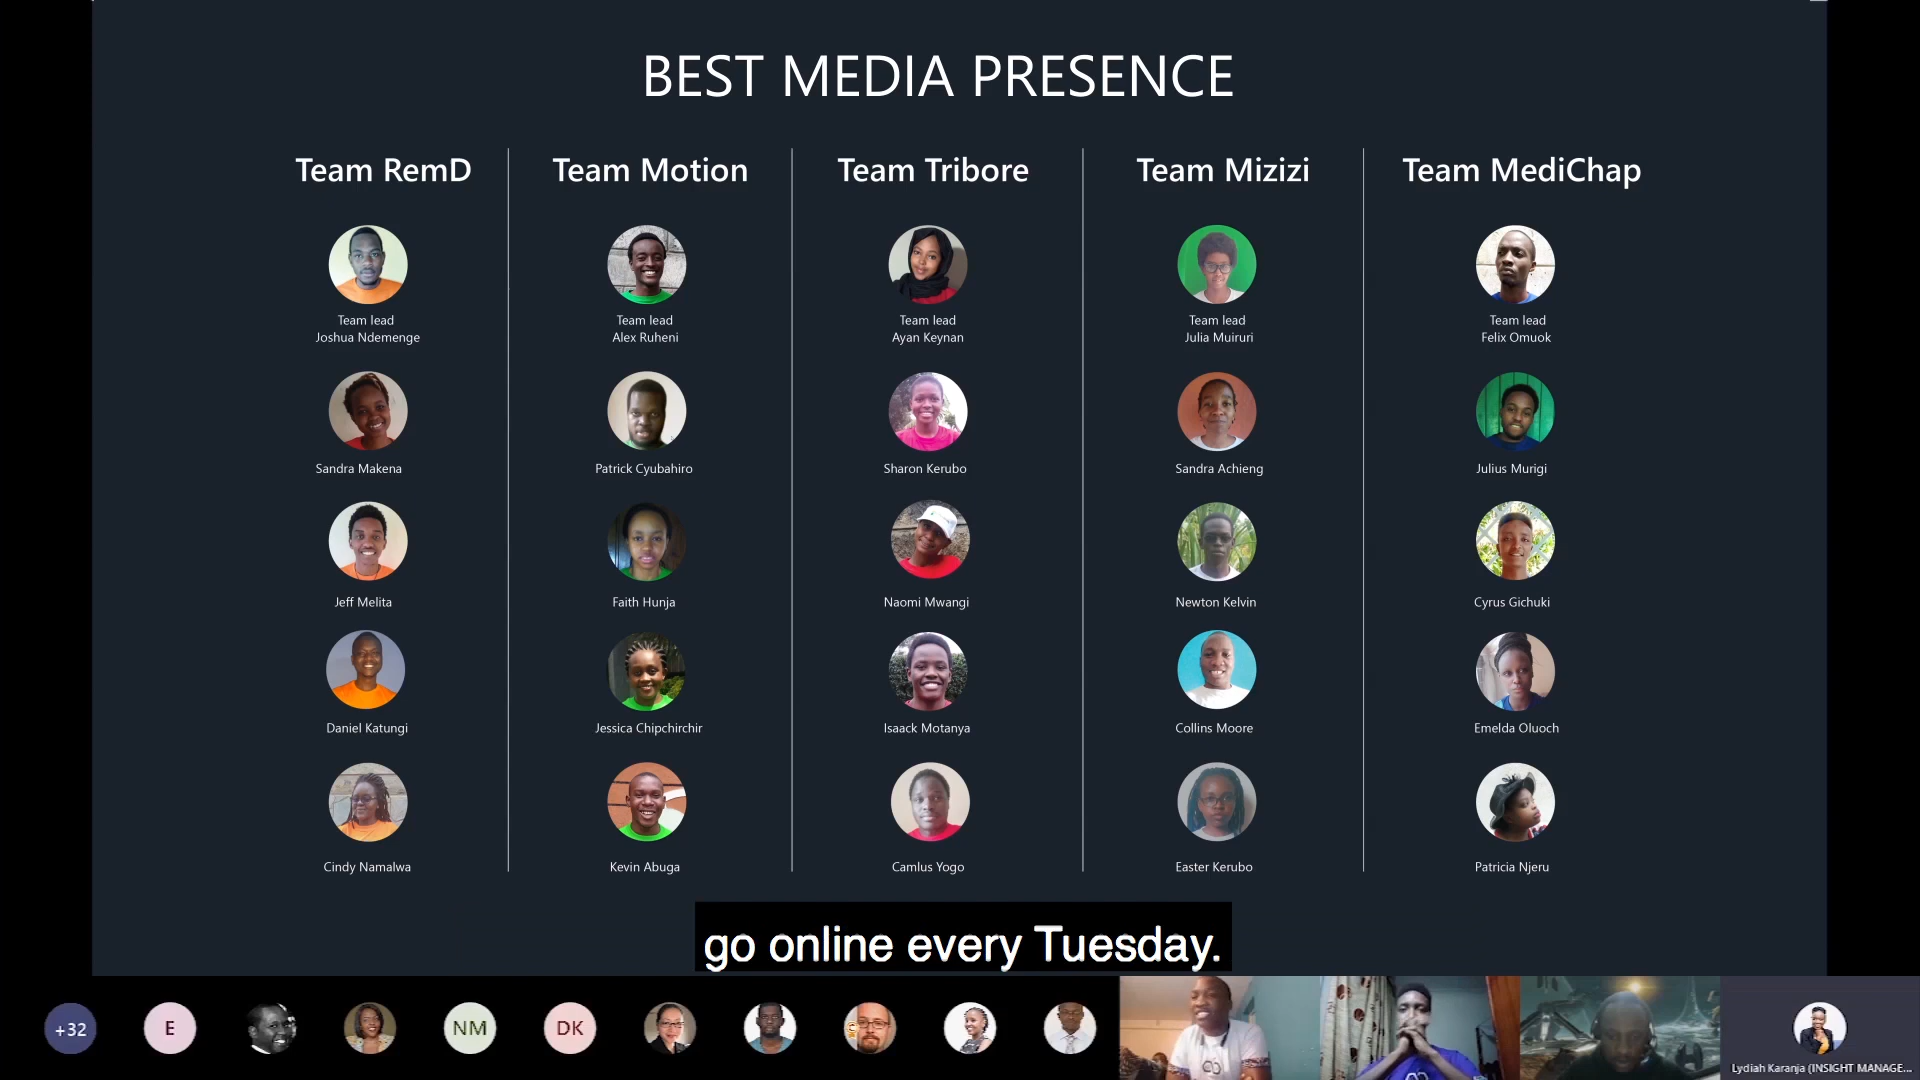 BEST MEDIA PRESENCE
Team RemD
Team lead
Joshua Ndemenge
Sandra Makena
Jeff Melita
Daniel Katungi
Cindy Namalwa
Team Motion
Team lead
Alex Ruheni
Patrick Cyubahiro
Faith Hunja
Jessica Chipchirchir
Kevin Abuga
Team Tribore
Team lead
Ayan Keynan
Sharon Kerubo
Naomi Mwangi
Isaack Motanya
Camlus Yogo
Team Mizizi
Team lead
Julia Muiruri
Sandra Achieng
Newton Kelvin
Collins Moore
Easter Kerubo
Team MediChap
Team lead
Felix Omuok
Julius Murigi
Cyrus Gichuki
Emelda Oluoch
Patricia Njeru
go online every Tuesday.
+32
E
NM
DK
Lydiah Karanja (INSIGHT MANAGE...